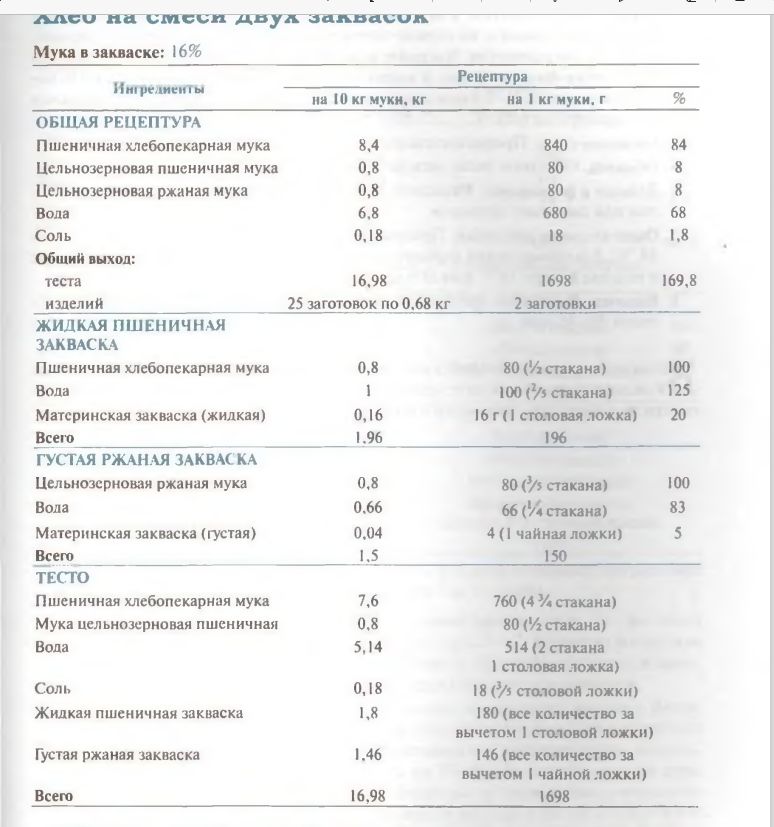 Хлеб на смеси двух заквасок
Мука в закваске: 16%
Ингредиенты Рецептура
на 10 кг муки, кг на 1 кг муки, г %
ОБЩАЯ РЕЦЕПТУРА
Пшеничная хлебопекарная мука 8,4 840 84
Цельнозерновая пшеничная мука 0,8 80 8
Цельнозерновая ржаная мука 0,8 80 8
Вода 6,8 680 68
Соль 0,18 18 1,8
Общий выход:
теста 16,98 1698 169,8
изделий 25 заготовок по 0,68 кг 2 заготовки
ЖИДКАЯ ПШЕНИЧНАЯ
ЗАКВАСКА
Пшеничная хлебопекарная мука 0,8 80 (½ стакана) 100
Вода 1 100 (⅖ стакана) 125
Материнская закваска (жидкая) 0,16 16 г (1 столовая ложка) 20
Всего 1,96 196
ГУСТАЯ РЖАНАЯ ЗАКВАСКА
Цельнозерновая ржаная мука 0,8 80 (⅗ стакана) 100
Вода 0,66 66 (¼ стакана) 83
Материнская закваска (густая) 0,04 4 (1 чайная ложки) 5
Всего 1,5 150
ТЕСТО
Пшеничная хлебопекарная мука 7,6 760 (4 ¾ стакана)
Мука цельнозерновая пшеничная 0,8 80 (½ стакана)
Вода 5,14 514 (2 стакана
1 столовая ложка)
Соль 0,18 18 (⅗ столовой ложки)
Жидкая пшеничная закваска 1,8 180 (все количество за
вычетом 1 столовой ложки)
Густая ржаная закваска 1,46 146 (все количество за
вычетом 1 чайной ложки)
Всего 16,98 1698